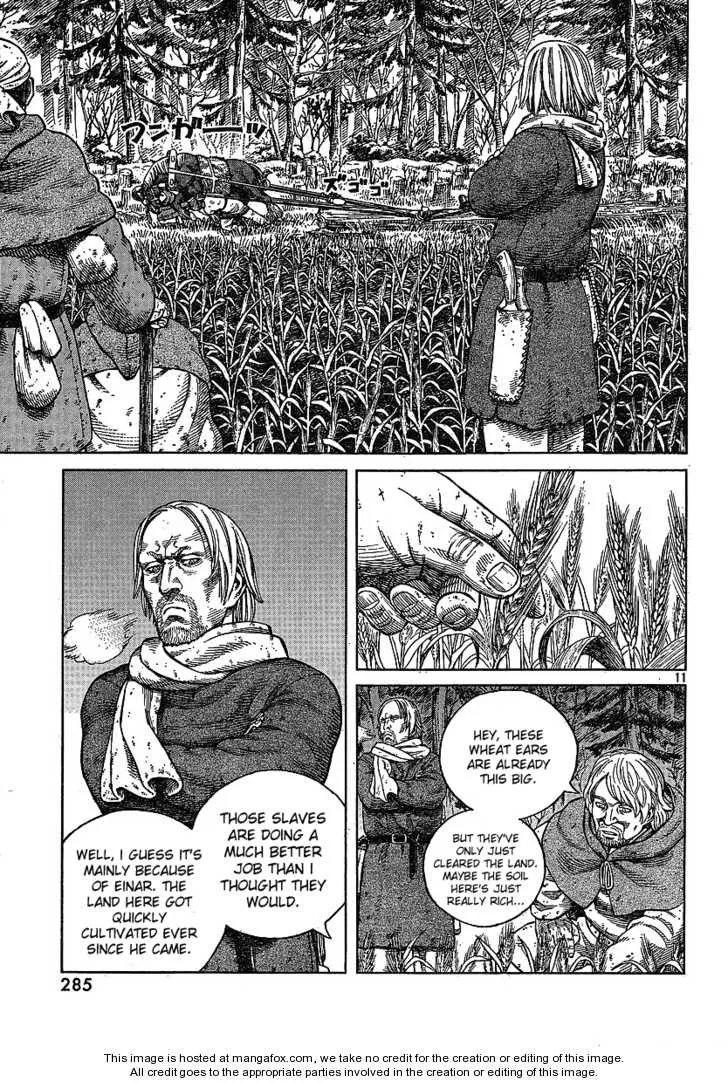 アンガーッ
ズゴゴ
11
HEY, THESE
WHEAT EARS
ARE ALREADY
THIS BIG.
BUT THEY'VE
ONLY JUST
CLEARED THE LAND.
MAYBE THE SOIL
HERE'S JUST
REALLY RICH...
THOSE SLAVES
ARE DOING A
MUCH BETTER
JOB THAN I
THOUGHT THEY
WOULD.
WELL, I GUESS IT'S
MAINLY BECAUSE
OF EINAR. THE
LAND HERE GOT
QUICKLY
CULTIVATED EVER
SINCE HE CAME.
285
This image is hosted at mangafox.com, we take no credit for the creation or editing of this image.
All credit goes to the appropriate parties involved in the creation or editing of this image.